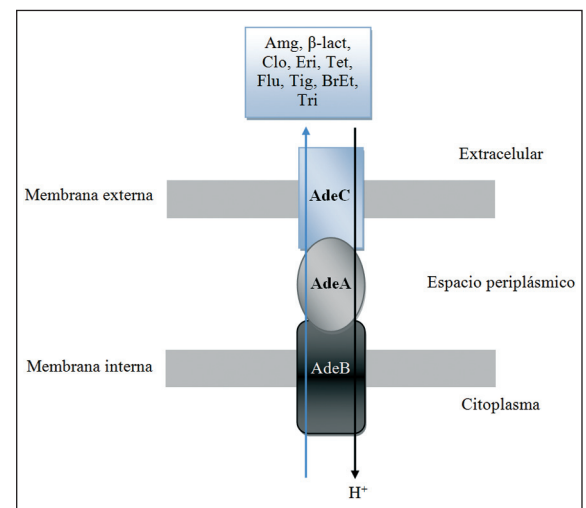 Amg, β-lact,
Clo, Eri, Tet,
Flu, Tig, BrEt,
Tri
Extracelular
Membrana externa
AdeC
AdeA
Espacio periplásmico
Membrana interna
AdeB
Citoplasma
H⁺